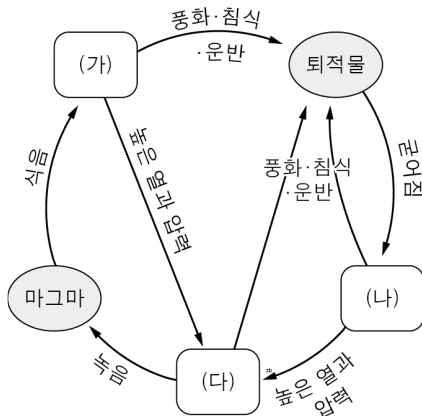 풍화·침식
·운반
(가)
퇴적물
식음
높은 열과 압력
풍화·침식
·운반
굳어짐
마그마
(나)
녹음
(다)
높은 열과
압력